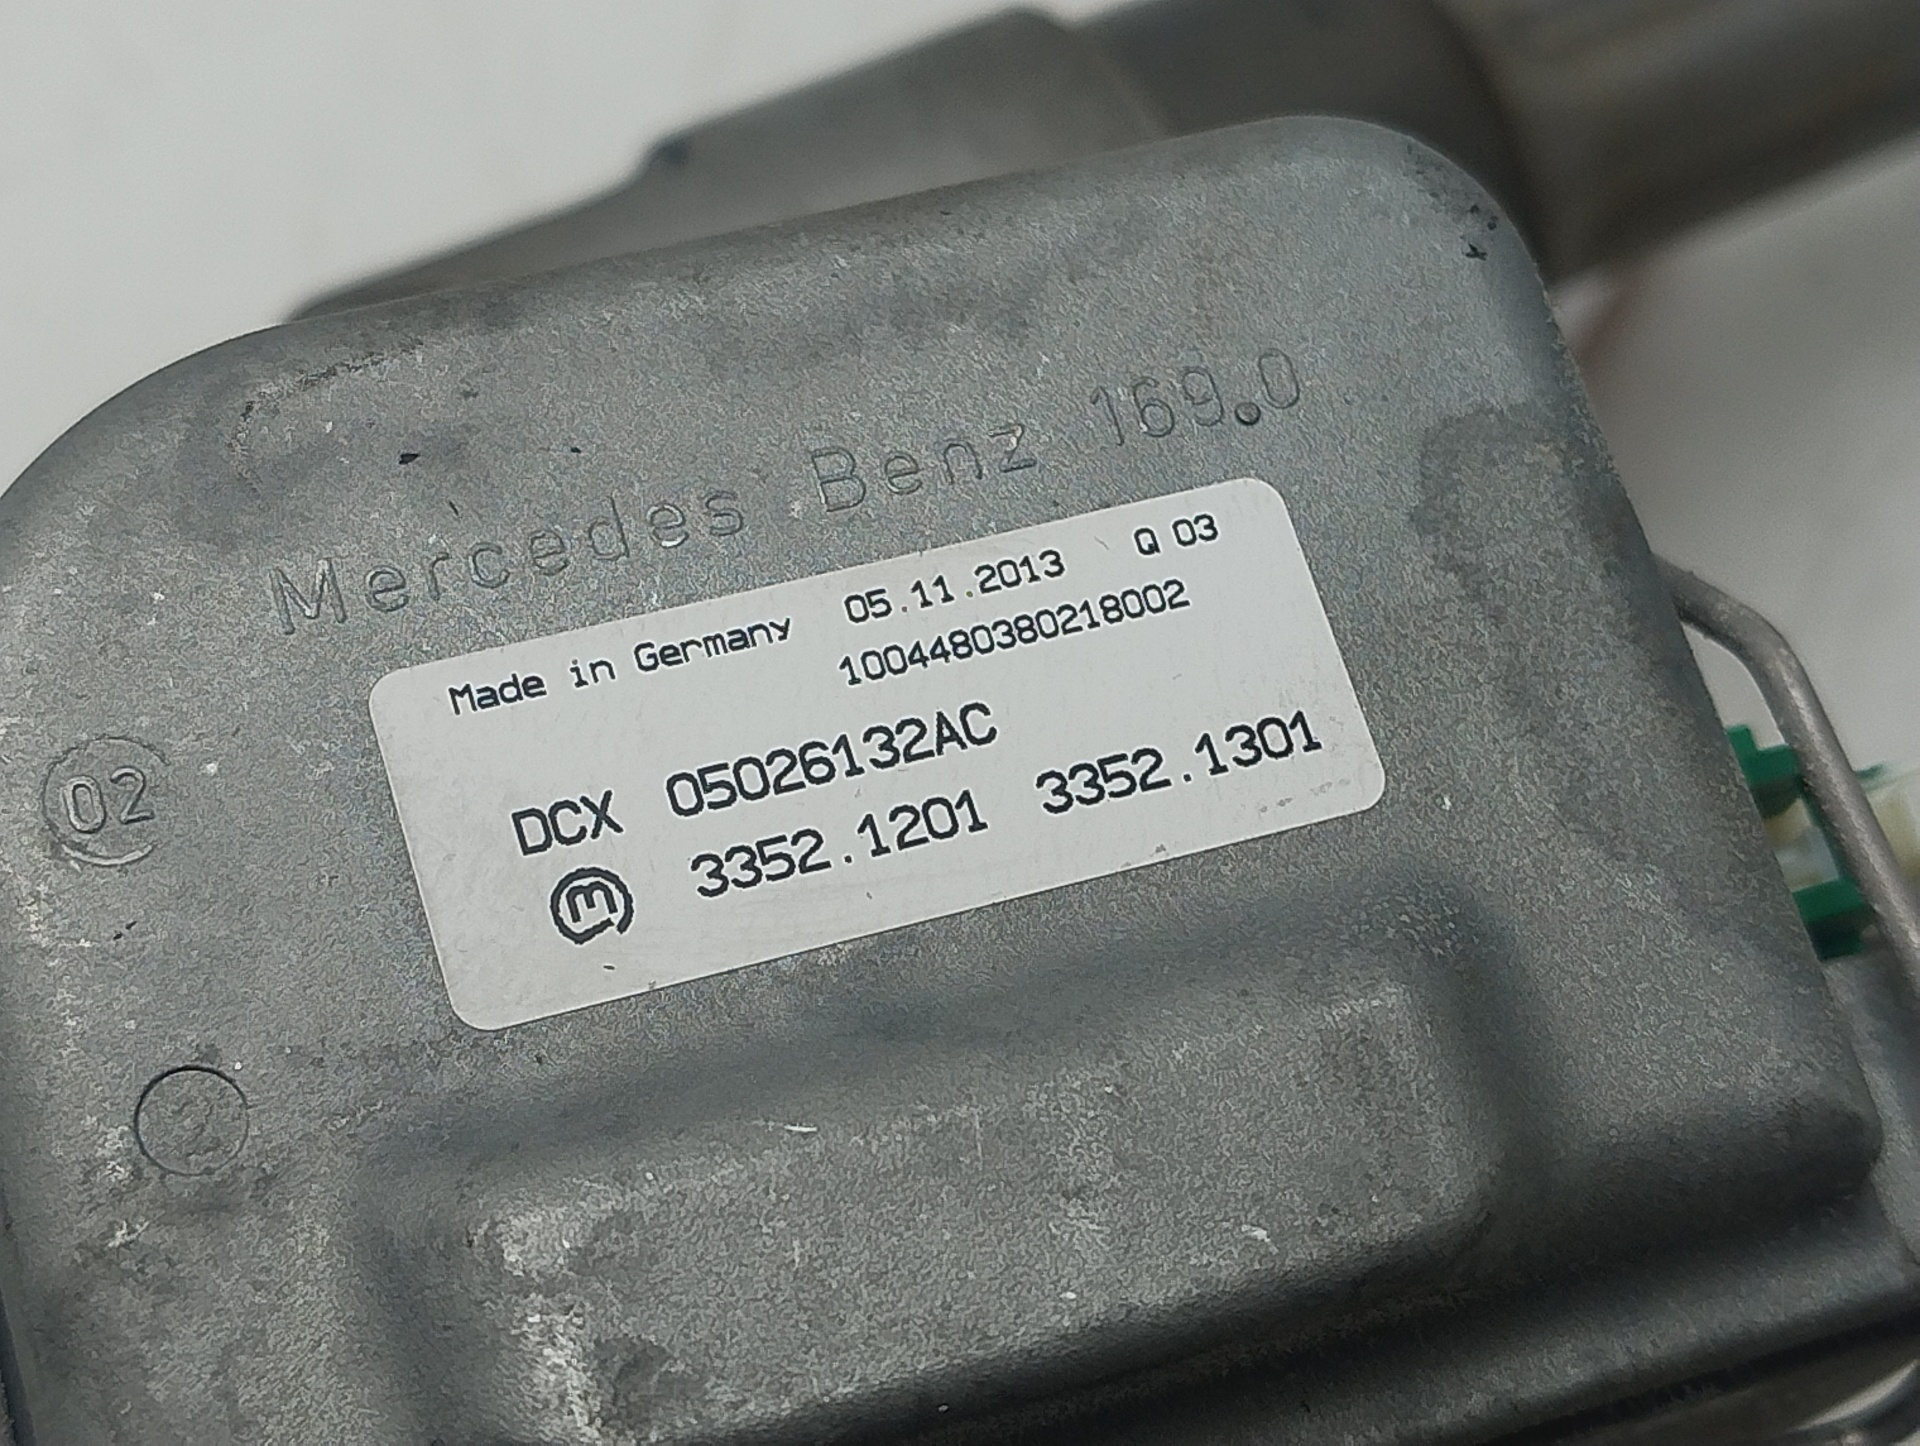 Mercedes Benz 169.0
Made in Germany 05.11.2013 Q 03
1004480380218002
DCX 05026132AC
m 3352.1201 3352.1301
02